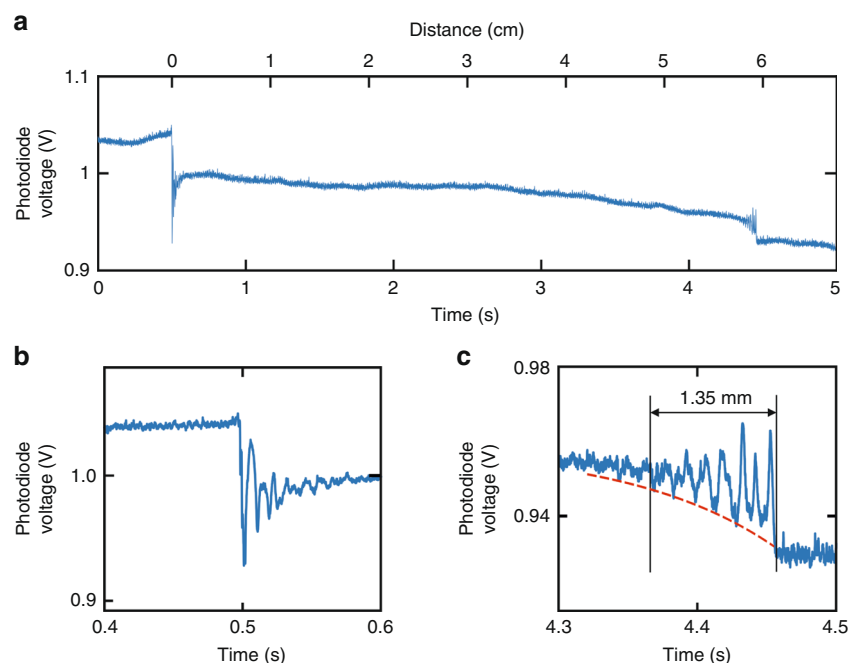 a
Distance (cm)
0 1 2 3 4 5 6
1.1
1
0.9
Photodiode
voltage (V)
0 1 2 3 4 5
Time (s)
b
1.0
0.9
Photodiode
voltage (V)
0.4 0.5 0.6
Time (s)
c
0.98
0.94
Photodiode
voltage (V)
1.35 mm
4.3 4.4 4.5
Time (s)